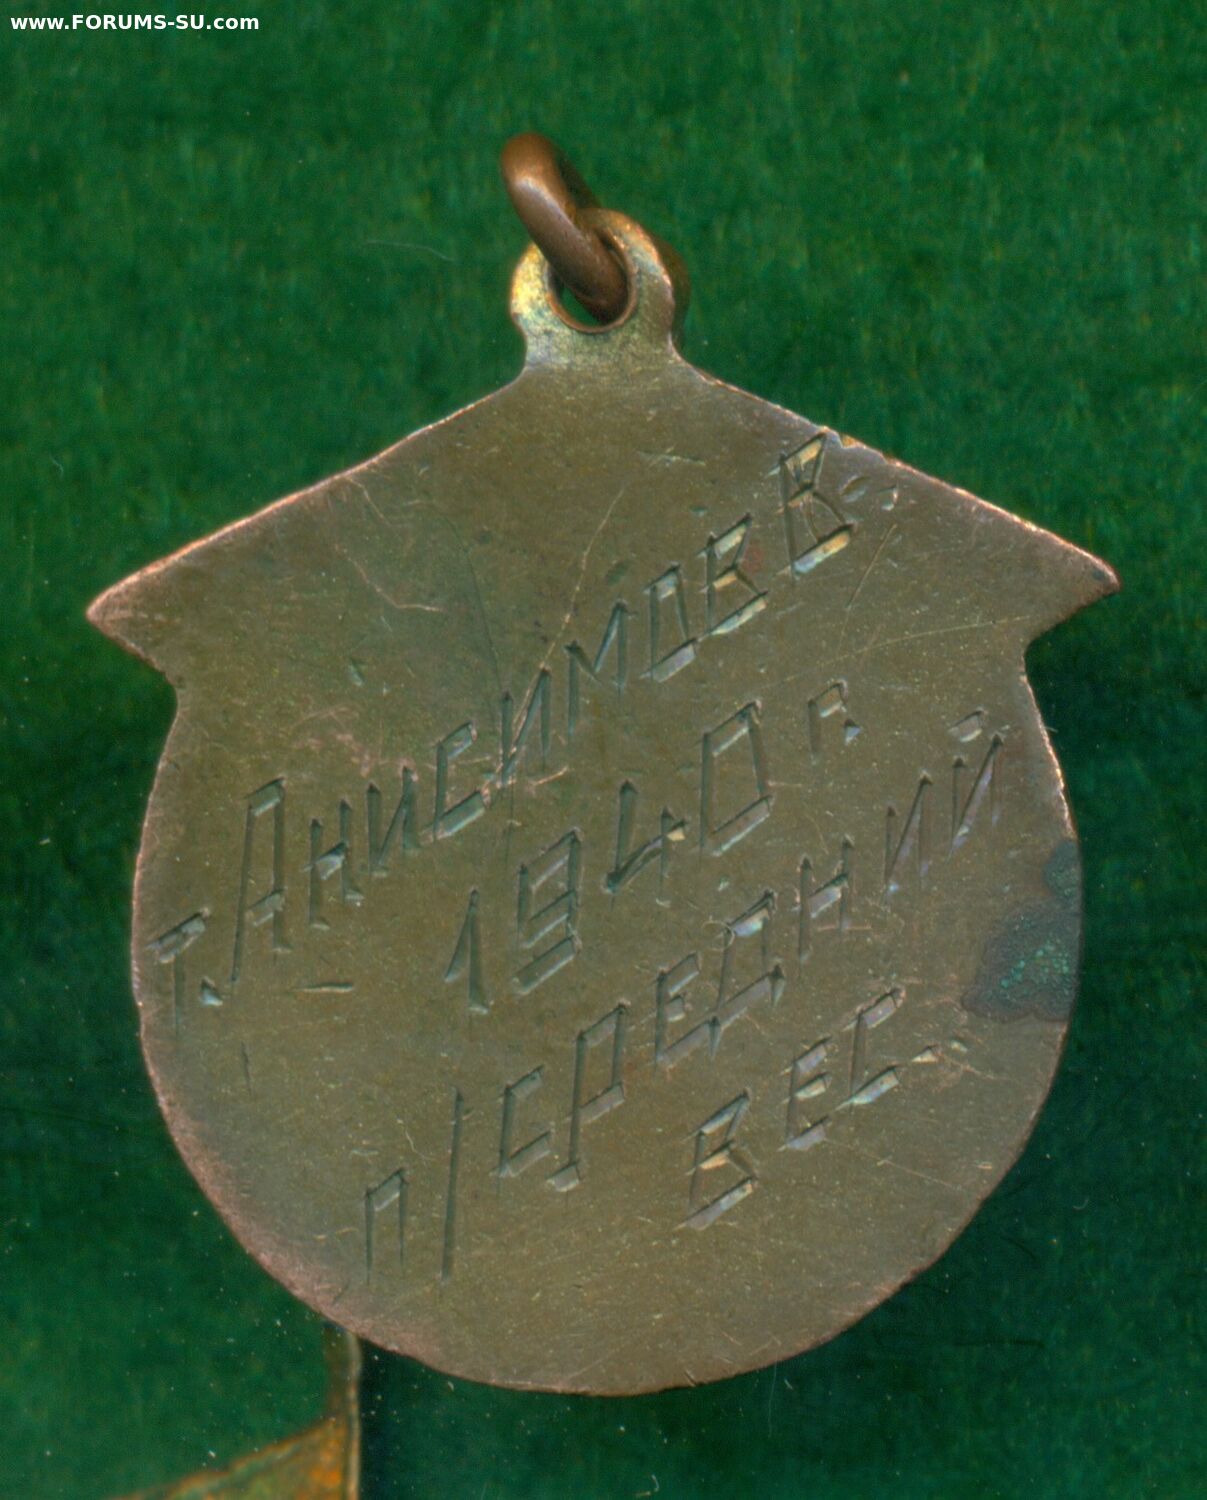 www.FORUMS-SU.com
т. АНИСИМОВ В.
1940 г.
п/СРЕДНИЙ
ВЕС.